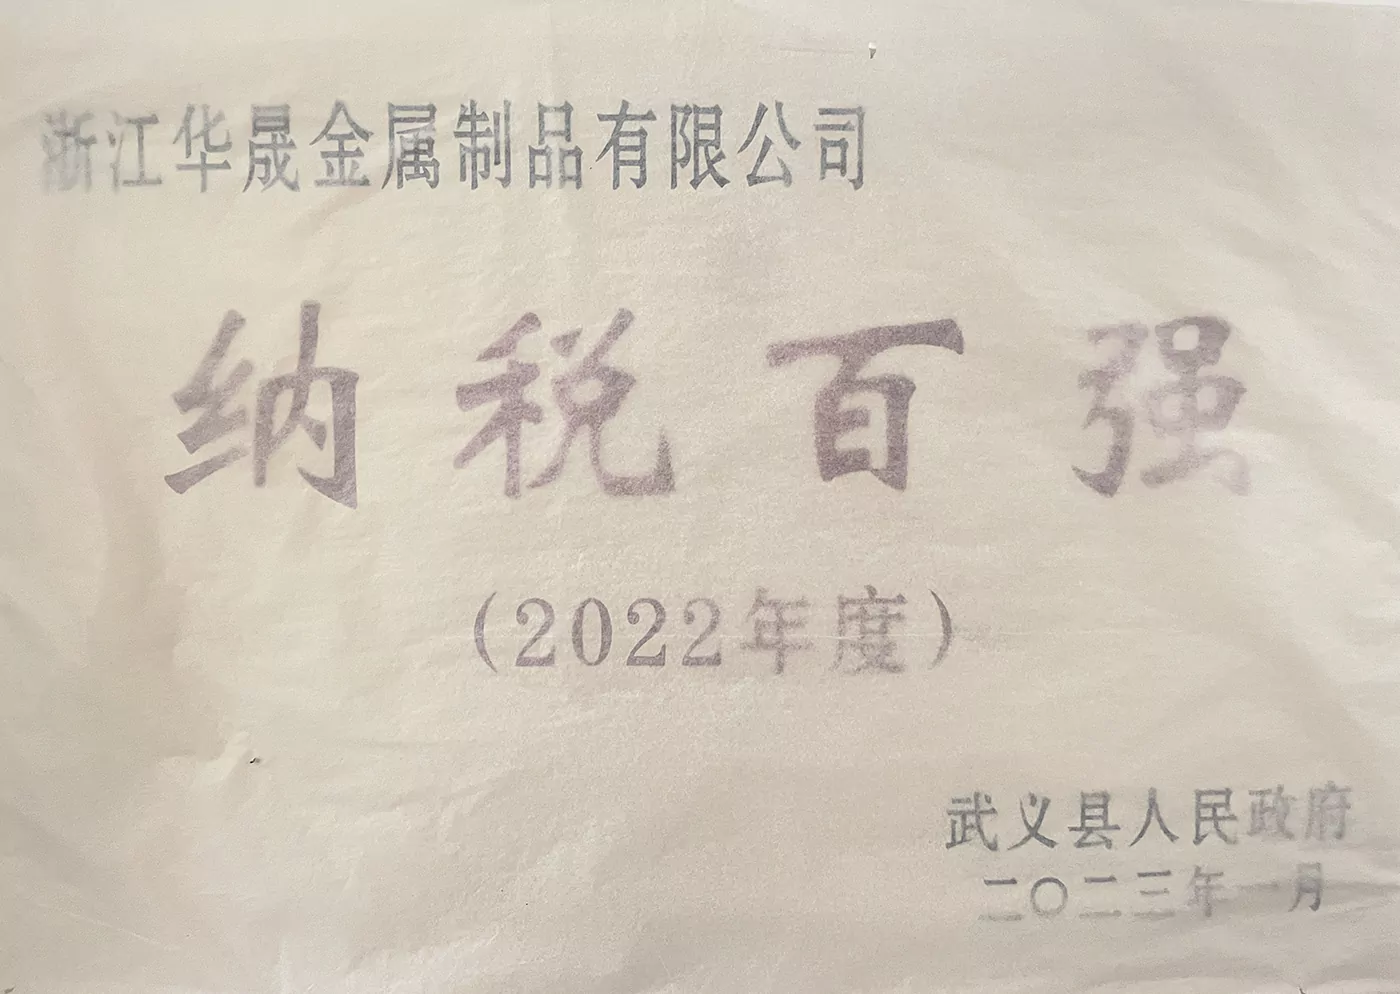 浙江华晟金属制品有限公司
纳税百强
(2022年度)
武义县人民政府
二〇二三年一月